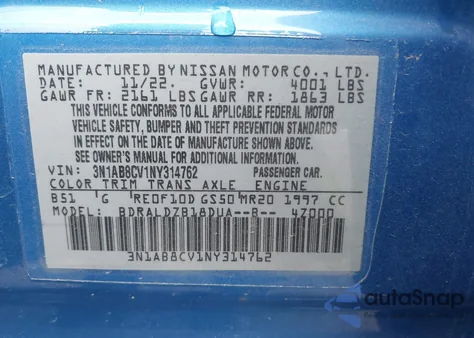 MANUFACTURED BY NISSAN MOTOR CO., LTD.
DATE: 11/22. GVWR: 4001 LBS
GAWR FR: 2161 LBS GAWR RR: 1863 LBS
THIS VEHICLE CONFORMS TO ALL APPLICABLE FEDERAL MOTOR
VEHICLE SAFETY, BUMPER AND THEFT PREVENTION STANDARDS
IN EFFECT ON THE DATE OF MANUFACTURE SHOWN ABOVE.
SEE OWNER'S MANUAL FOR ADDITIONAL INFORMATION.
VIN: 3N1AB8CV1NY314762 PASSENGER CAR.
COLOR TRIM TRANS AXLE ENGINE
B51 G RE0F10D GS50 MR20 1997 CC
MODEL: BDRALDZB18DUA--B-- 4Z000
3N1AB8CV1NY314762
autoSnap